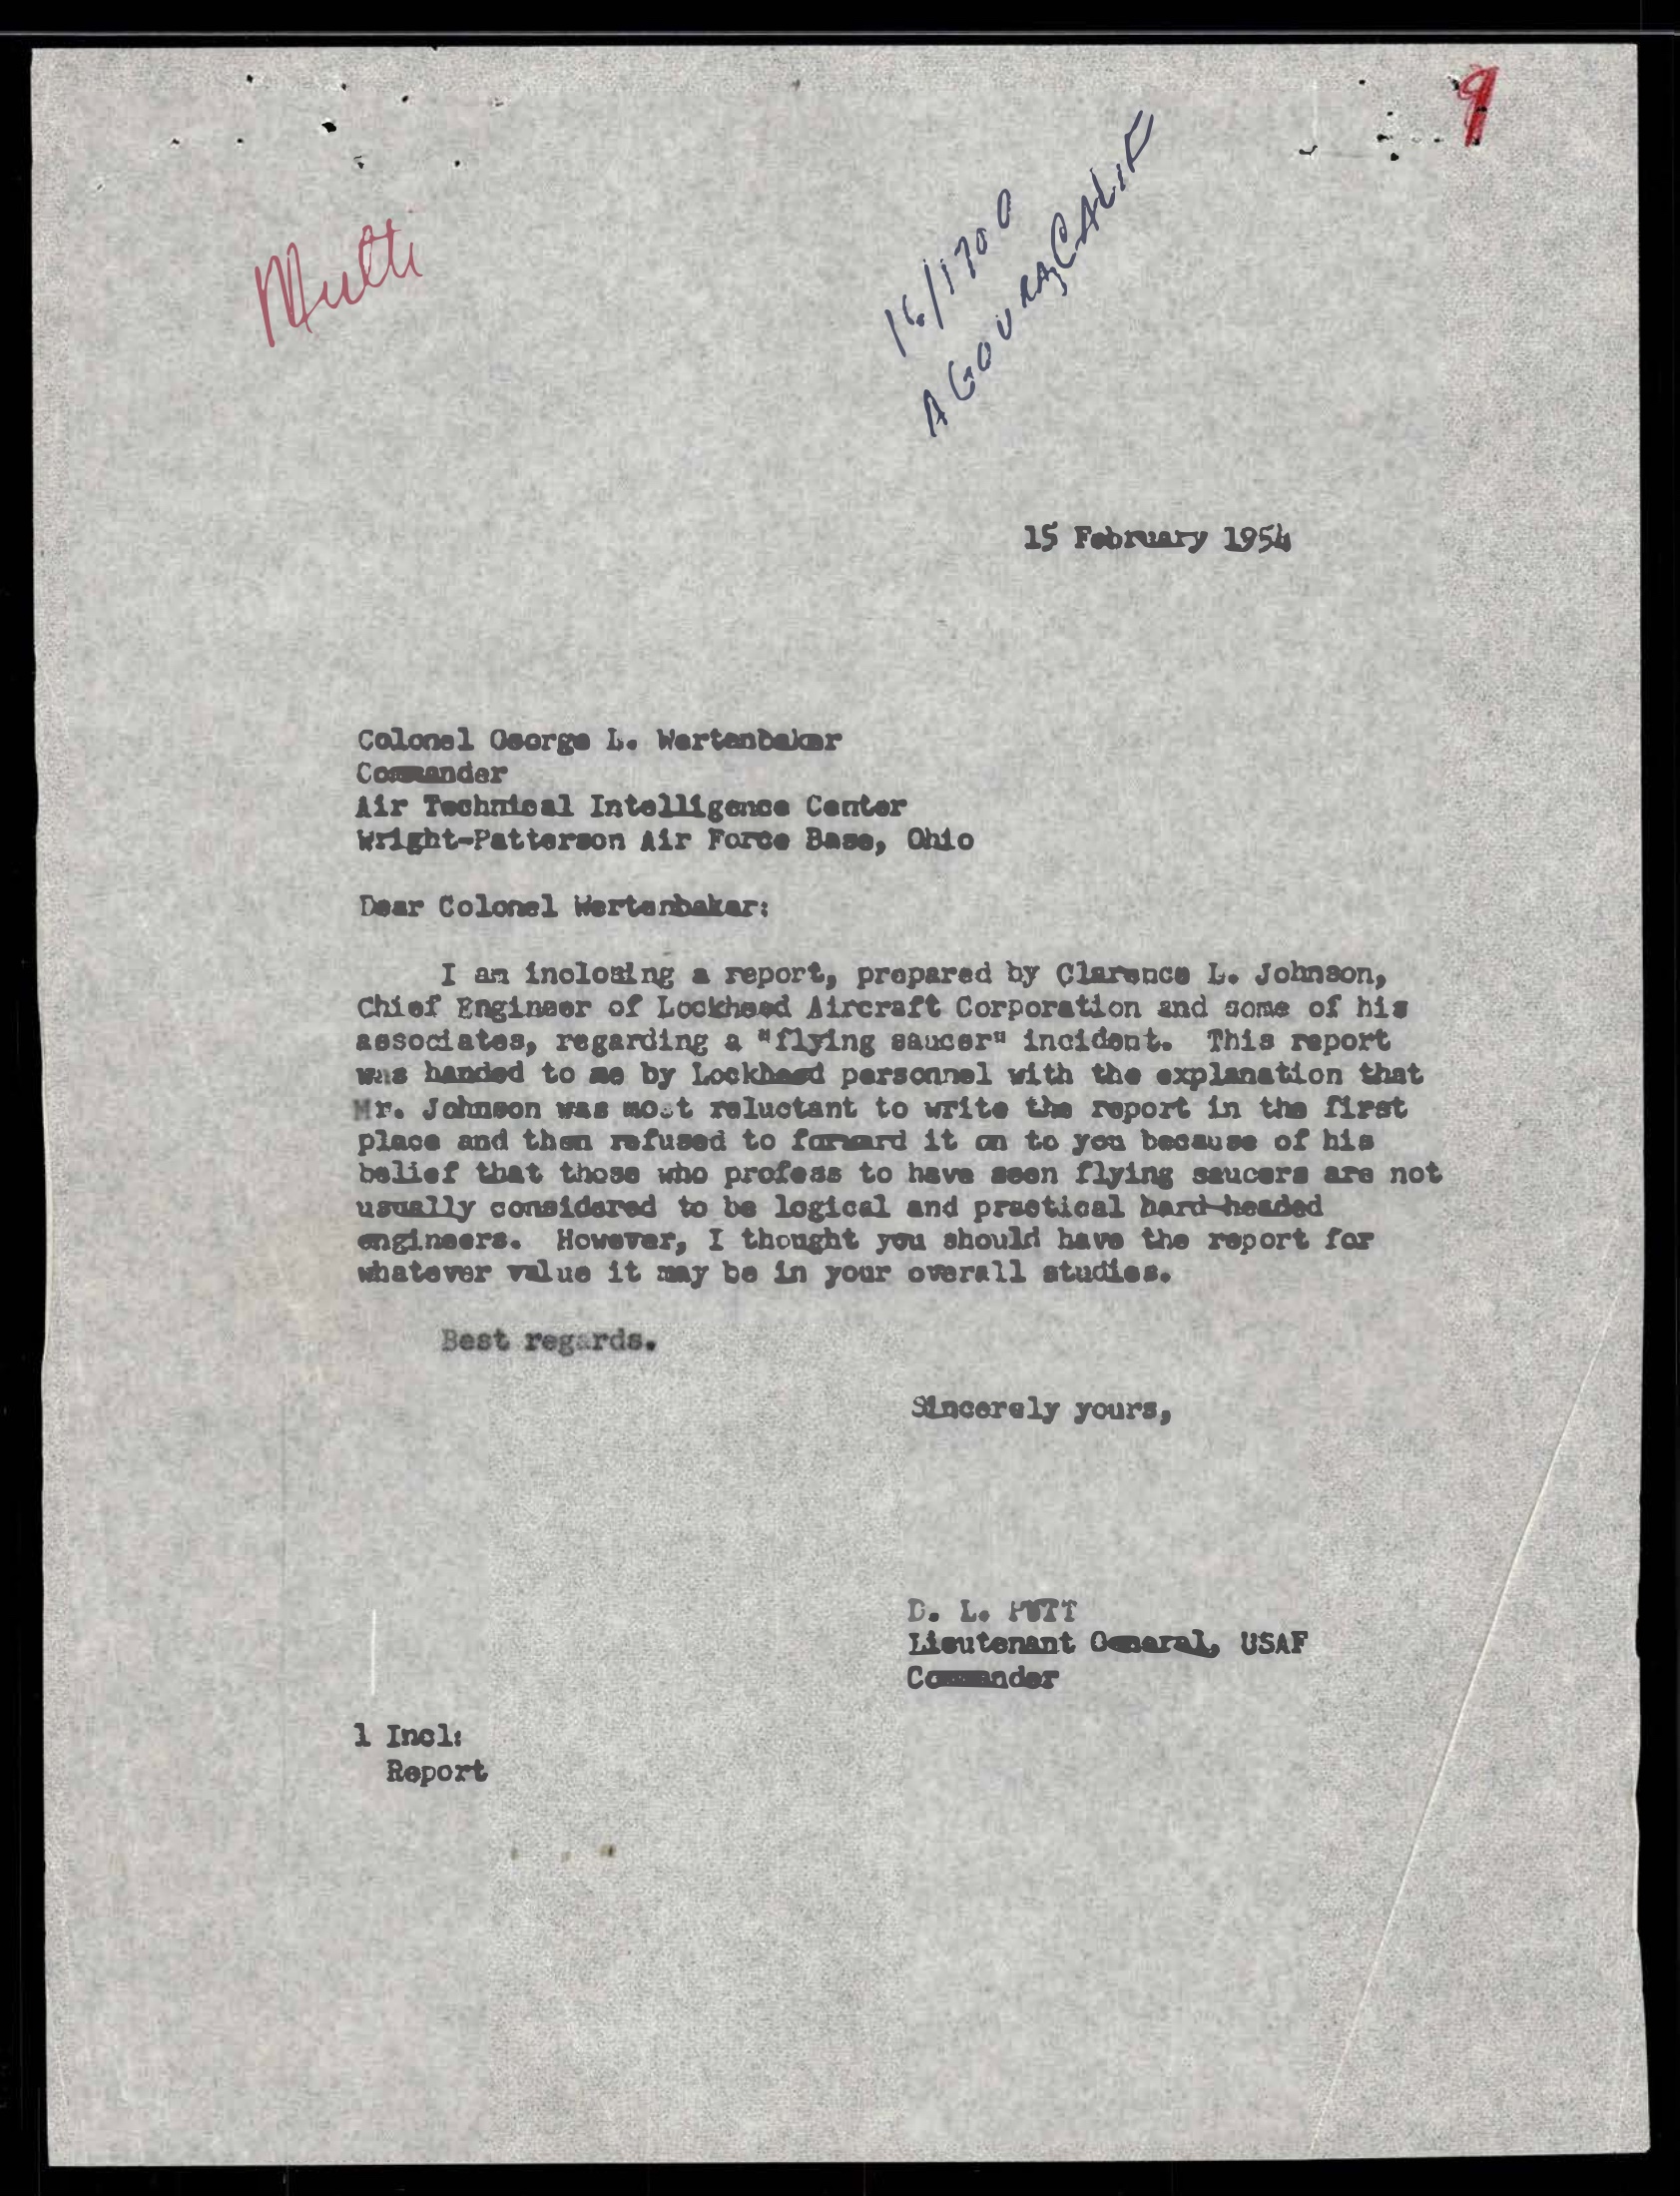 9
Multi
16/1700
AGOURA, CALIF
15 February 1954
Colonel George L. Wertenbaker
Commander
Air Technical Intelligence Center
Wright-Patterson Air Force Base, Ohio
Dear Colonel Wertenbaker:
I am inclosing a report, prepared by Clarence L. Johnson,
Chief Engineer of Lockheed Aircraft Corporation and some of his
associates, regarding a "flying saucer" incident. This report
was handed to me by Lockheed personnel with the explanation that
Mr. Johnson was most reluctant to write the report in the first
place and then refused to forward it on to you because of his
belief that those who profess to have seen flying saucers are not
usually considered to be logical and practical hard-headed
engineers. However, I thought you should have the report for
whatever value it may be in your overall studies.
Best regards.
Sincerely yours,
D. L. PUTT
Lieutenant General, USAF
Commander
1 Incl:
Report